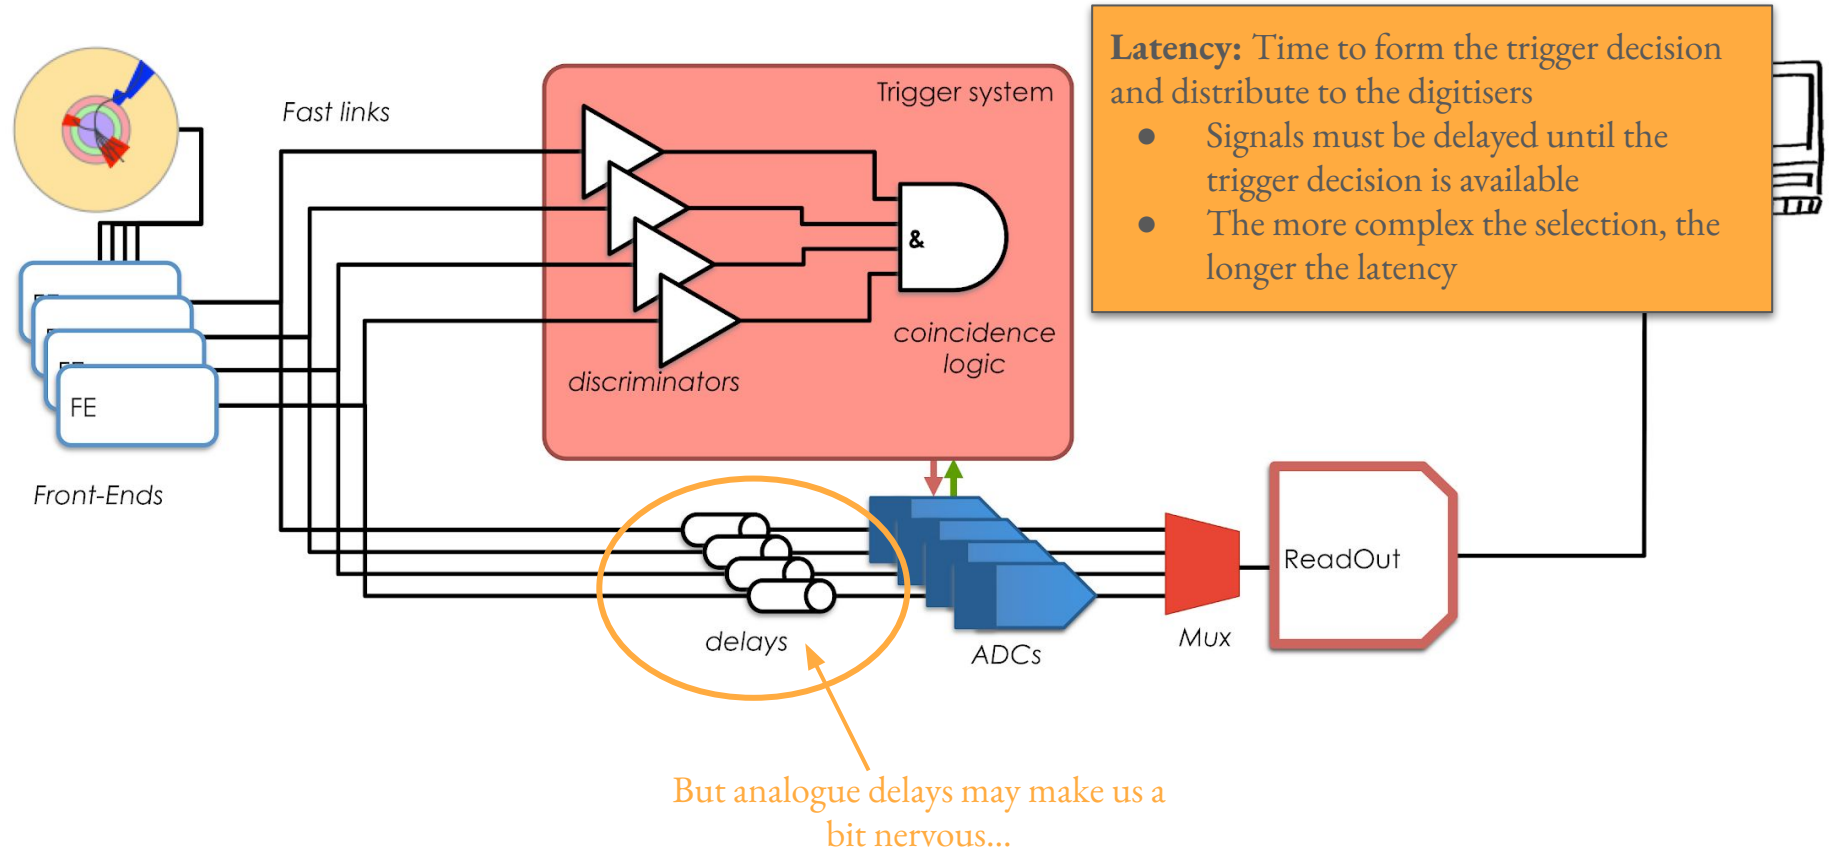 Latency: Time to form the trigger decision
and distribute to the digitisers
● Signals must be delayed until the
trigger decision is available
● The more complex the selection, the
longer the latency
Trigger system
Fast links
&
coincidence
logic
discriminators
FE
Front-Ends
ReadOut
delays
ADCs
Mux
But analogue delays may make us a
bit nervous...